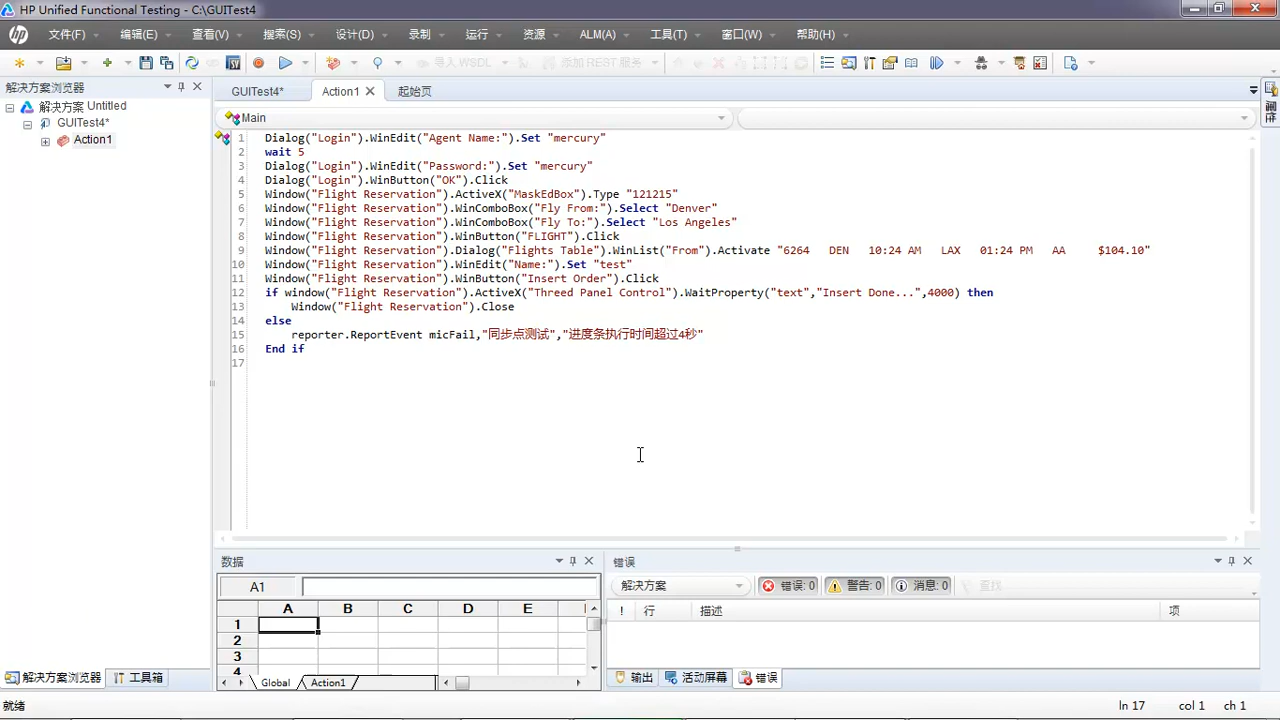 HP Unified Functional Testing - C:\GUITest4
文件(F) 编辑(E) 查看(V) 搜索(S) 设计(D) 录制 运行 资源 ALM(A) 工具(T) 窗口(W) 帮助(H)
导入 WSDL 添加 REST 服务
解决方案浏览器
解决方案 Untitled
GUITest4*
Action1
GUITest4* Action1 起始页
Main
1 Dialog("Login").WinEdit("Agent Name:").Set "mercury"
2 wait 5
3 Dialog("Login").WinEdit("Password:").Set "mercury"
4 Dialog("Login").WinButton("OK").Click
5 Window("Flight Reservation").ActiveX("MaskEdBox").Type "121215"
6 Window("Flight Reservation").WinComboBox("Fly From:").Select "Denver"
7 Window("Flight Reservation").WinComboBox("Fly To:").Select "Los Angeles"
8 Window("Flight Reservation").WinButton("FLIGHT").Click
9 Window("Flight Reservation").Dialog("Flights Table").WinList("From").Activate "6264   DEN   10:24 AM   LAX   01:24 PM   AA     $104.10"
10 Window("Flight Reservation").WinEdit("Name:").Set "test"
11 Window("Flight Reservation").WinButton("Insert Order").Click
12 if window("Flight Reservation").ActiveX("Threed Panel Control").WaitProperty("text","Insert Done...",4000) then
13     Window("Flight Reservation").Close
14 else
15     reporter.ReportEvent micFail,"同步点测试","进度条执行时间超过4秒"
16 End if
17
属性
数据
A1
A B C D E
1
2
3
4
Global Action1
错误
解决方案 错误: 0 警告: 0 消息: 0 查找
! 行 描述 项
解决方案浏览器 工具箱
输出 活动屏幕 错误
就绪 Ln 17 col 1 ch 1